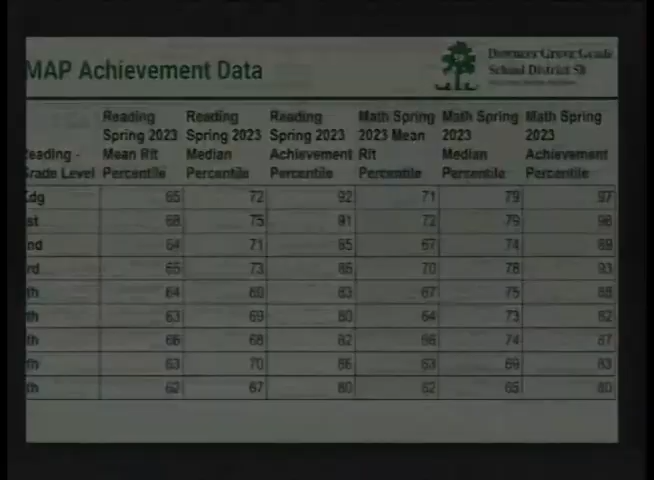 MAP Achievement Data
Downers Grove Grade
School District 58
Reading Spring 2023 Mean Rit Percentile
Reading Spring 2023 Median Percentile
Reading Spring 2023 Achievement Percentile
Math Spring 2023 Mean Rit Percentile
Math Spring 2023 Median Percentile
Math Spring 2023 Achievement Percentile
eading -
rade Level
dg 65 72 92 71 79 97
st 68 75 91 72 79 96
nd 64 71 85 67 74 89
rd 65 73 86 70 78 93
th 64 69 83 67 75 88
th 63 69 80 64 73 82
th 66 68 82 66 74 87
th 63 70 86 63 69 83
th 62 67 80 62 65 80